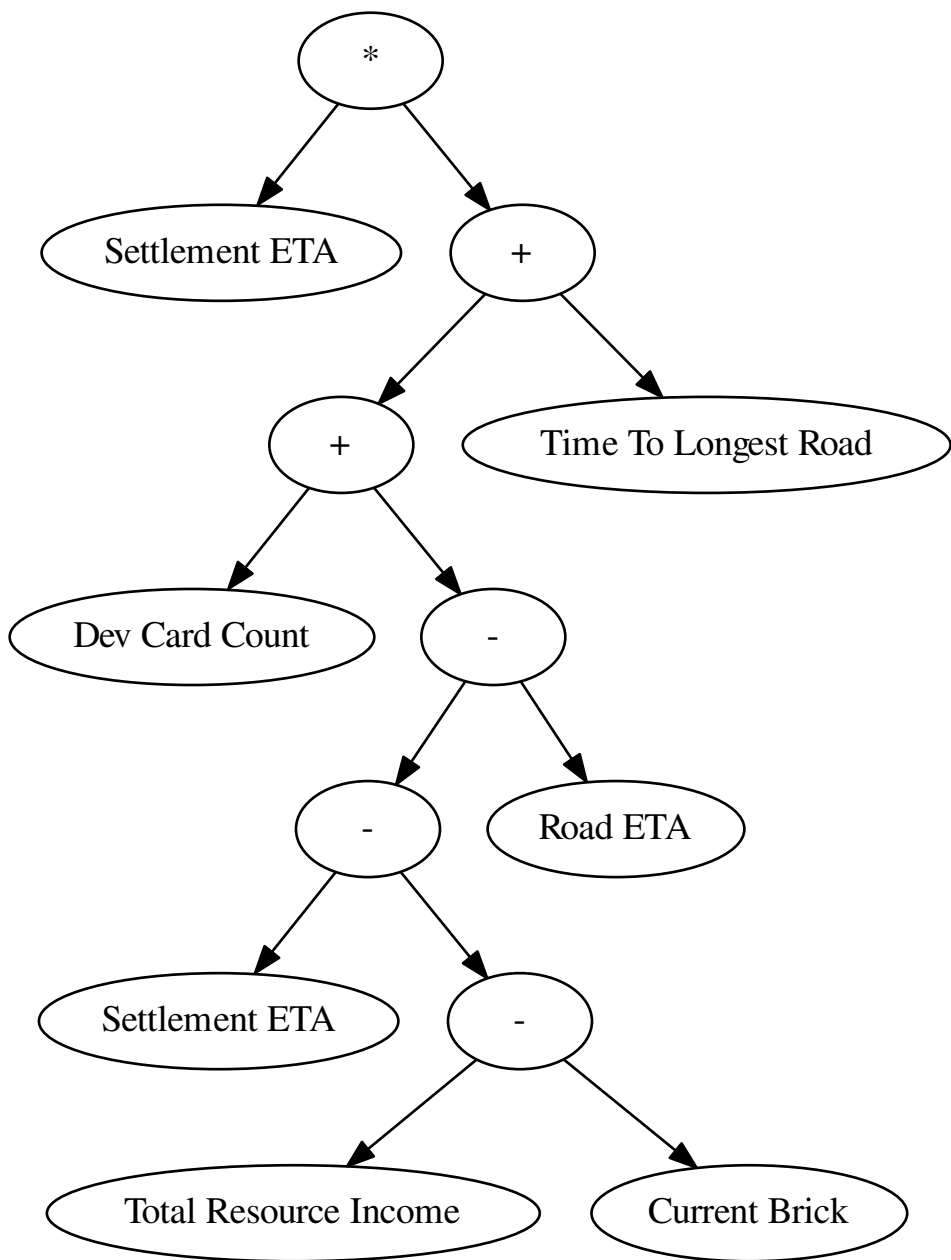 *
Settlement ETA
+
+
Time To Longest Road
Dev Card Count
-
-
Road ETA
Settlement ETA
-
Total Resource Income
Current Brick